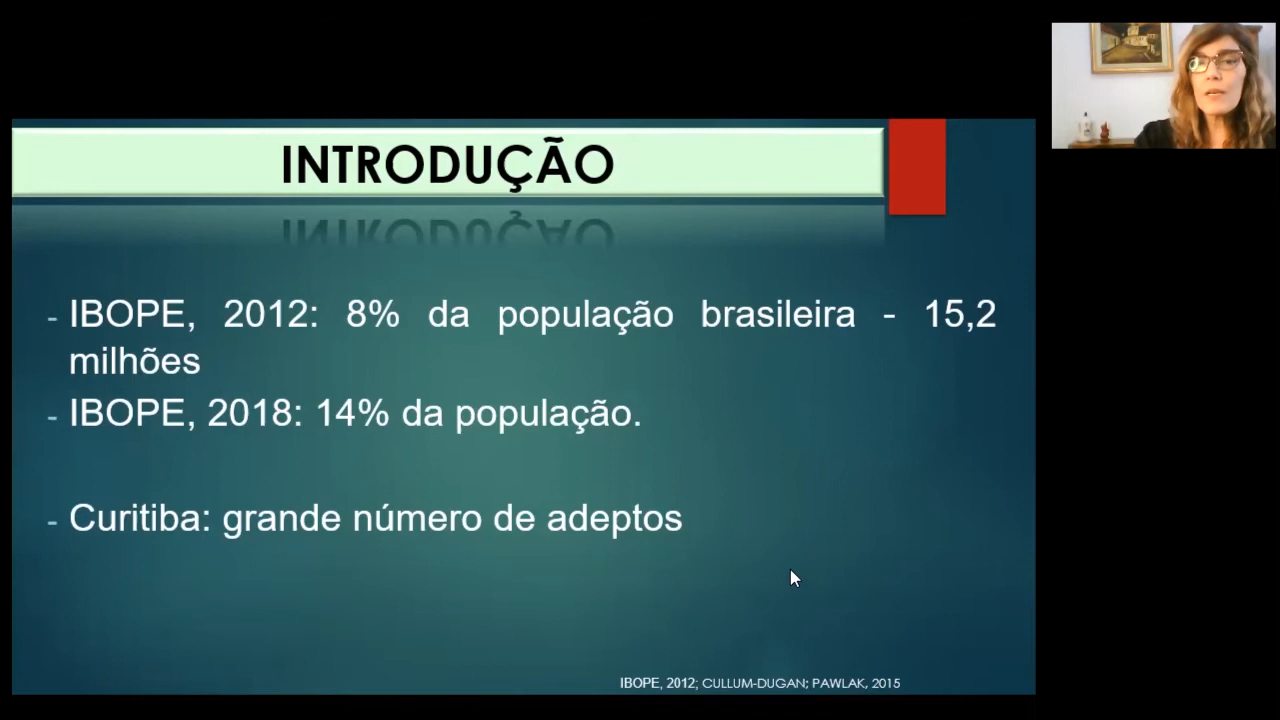 INTRODUÇÃO
- IBOPE, 2012: 8% da população brasileira - 15,2
milhões
- IBOPE, 2018: 14% da população.
- Curitiba: grande número de adeptos
IBOPE, 2012; CULLUM-DUGAN; PAWLAK, 2015